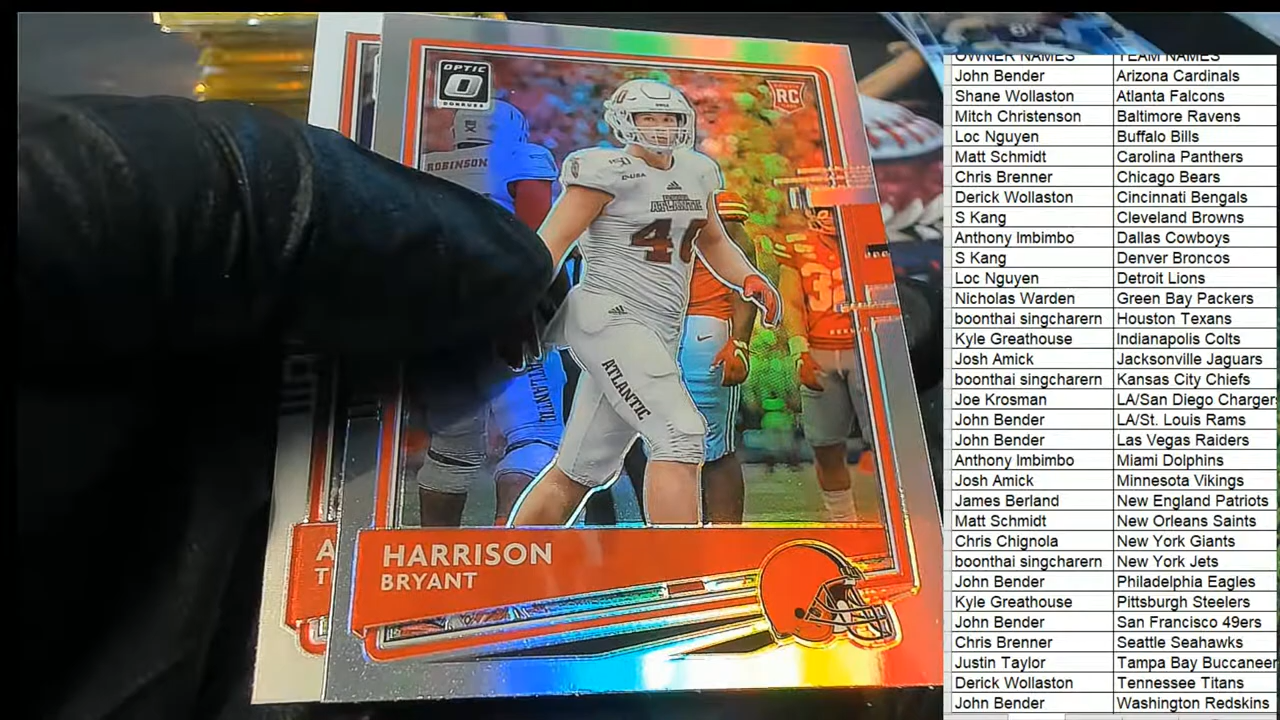 OPTIC
DONRUSS
RC
ROBINSON
150
C-USA
ATLANTIC
40
ATLANTIC
ATLANTIC
3
HARRISON
BRYANT
A
T
OWNER NAMES TEAM NAMES
John Bender Arizona Cardinals
Shane Wollaston Atlanta Falcons
Mitch Christenson Baltimore Ravens
Loc Nguyen Buffalo Bills
Matt Schmidt Carolina Panthers
Chris Brenner Chicago Bears
Derick Wollaston Cincinnati Bengals
S Kang Cleveland Browns
Anthony Imbimbo Dallas Cowboys
S Kang Denver Broncos
Loc Nguyen Detroit Lions
Nicholas Warden Green Bay Packers
boonthai singcharern Houston Texans
Kyle Greathouse Indianapolis Colts
Josh Amick Jacksonville Jaguars
boonthai singcharern Kansas City Chiefs
Joe Krosman LA/San Diego Chargers
John Bender LA/St. Louis Rams
John Bender Las Vegas Raiders
Anthony Imbimbo Miami Dolphins
Josh Amick Minnesota Vikings
James Berland New England Patriots
Matt Schmidt New Orleans Saints
Chris Chignola New York Giants
boonthai singcharern New York Jets
John Bender Philadelphia Eagles
Kyle Greathouse Pittsburgh Steelers
John Bender San Francisco 49ers
Chris Brenner Seattle Seahawks
Justin Taylor Tampa Bay Buccaneer
Derick Wollaston Tennessee Titans
John Bender Washington Redskins